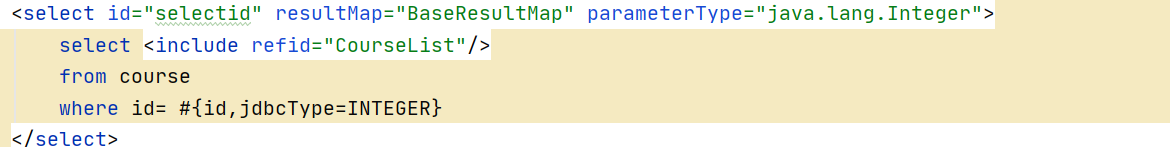 <select id="selectid" resultMap="BaseResultMap" parameterType="java.lang.Integer">
    select <include refid="CourseList"/>
    from course
    where id= #{id,jdbcType=INTEGER}
</select>